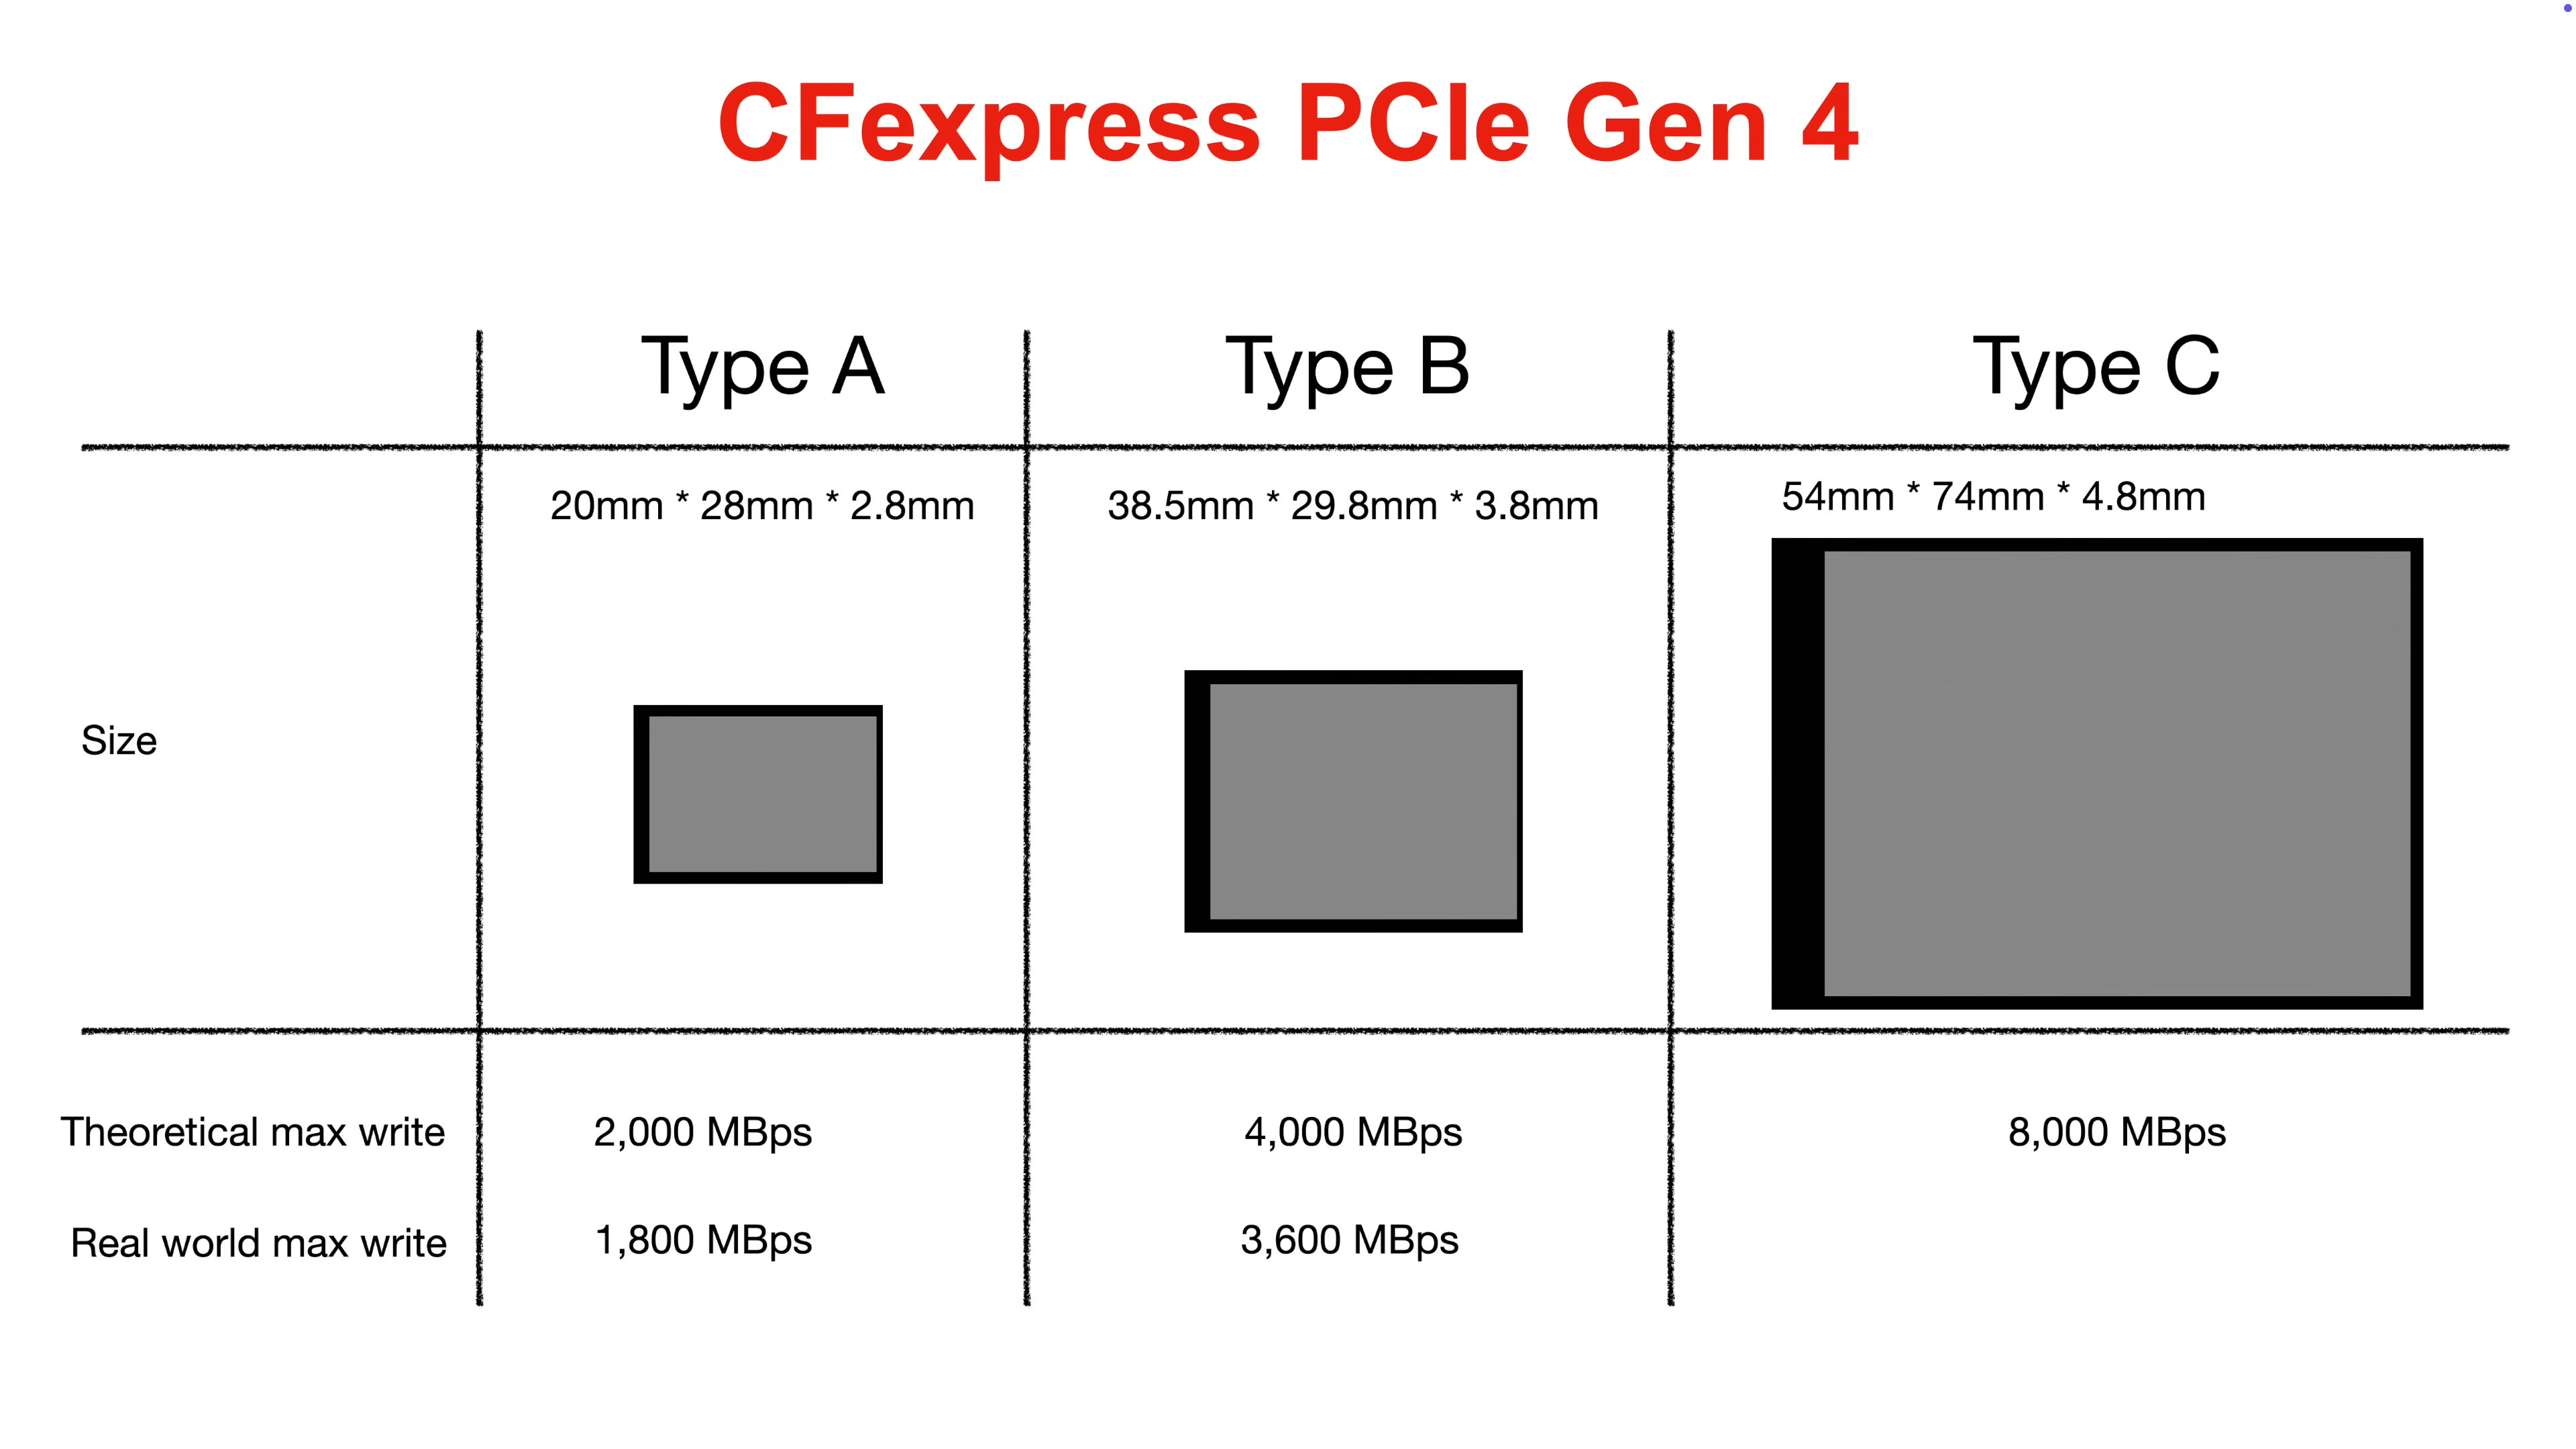 CFexpress PCIe Gen 4
Type A
Type B
Type C
20mm * 28mm * 2.8mm
38.5mm * 29.8mm * 3.8mm
54mm * 74mm * 4.8mm
Size
Theoretical max write
2,000 MBps
4,000 MBps
8,000 MBps
Real world max write
1,800 MBps
3,600 MBps